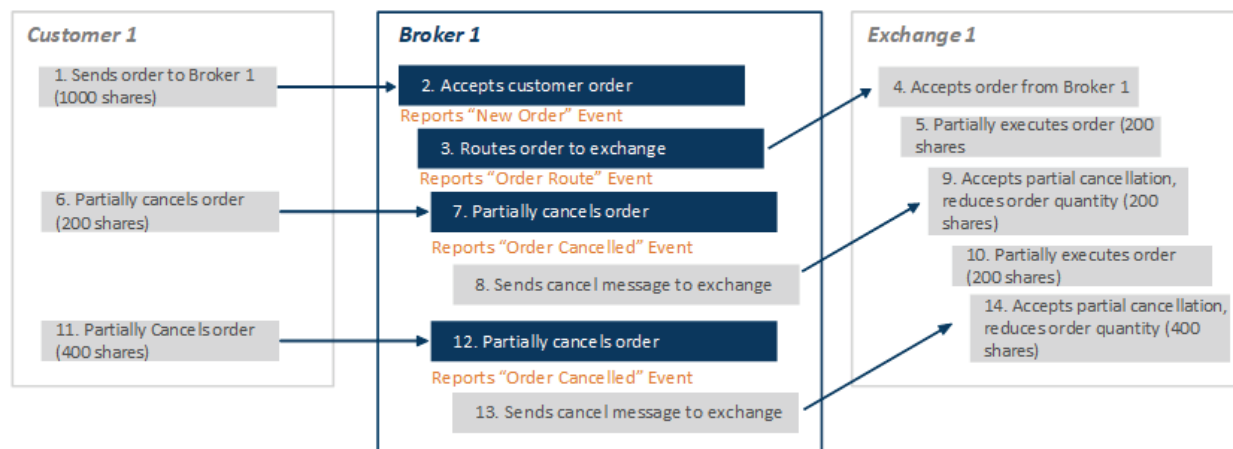 Customer 1
1. Sends order to Broker 1
(1000 shares)
6. Partially cancels order
(200 shares)
11. Partially Cancels order
(400 shares)
Broker 1
2. Accepts customer order
Reports “New Order” Event
3. Routes order to exchange
Reports “Order Route” Event
7. Partially cancels order
Reports “Order Cancelled” Event
8. Sends cancel message to exchange
12. Partially cancels order
Reports “Order Cancelled” Event
13. Sends cancel message to exchange
Exchange 1
4. Accepts order from Broker 1
5. Partially executes order (200
shares
9. Accepts partial cancellation,
reduces order quantity (200
shares)
10. Partially executes order
(200 shares)
14. Accepts partial cancellation,
reduces order quantity (400
shares)